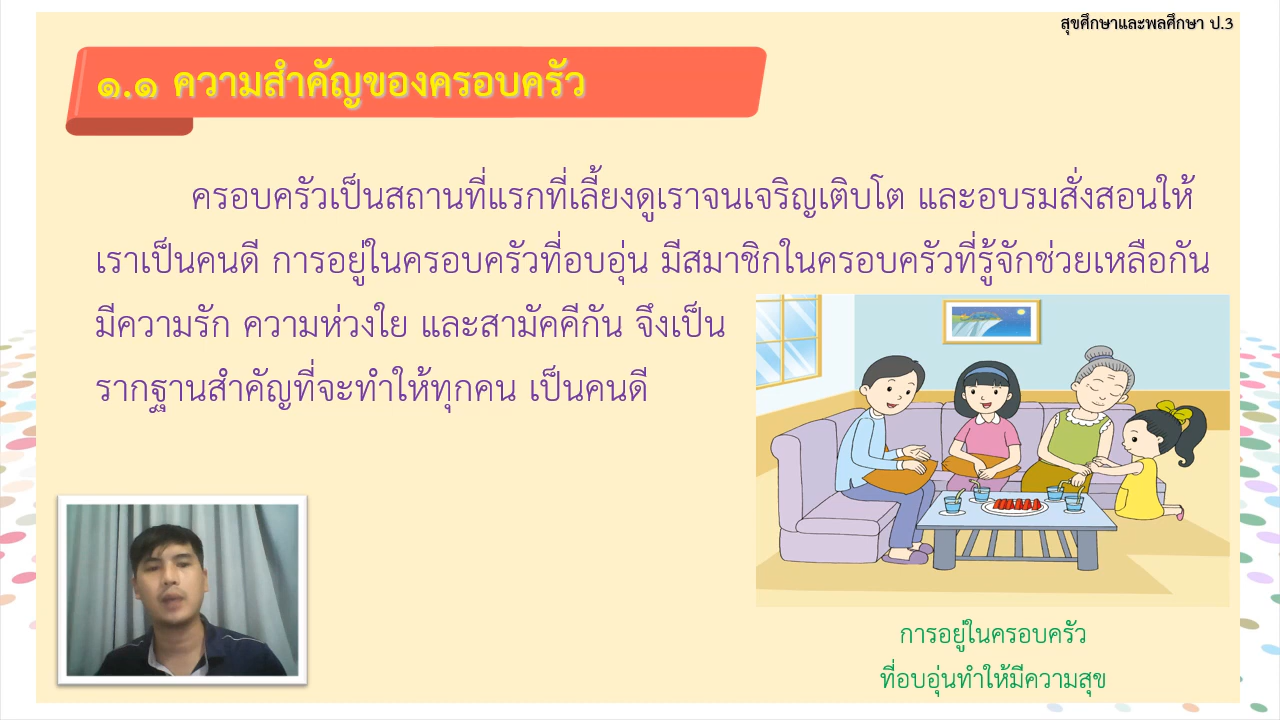 สุขศึกษาและพลศึกษา ป.3
๑.๑ ความสำคัญของครอบครัว
ครอบครัวเป็นสถานที่แรกที่เลี้ยงดูเราจนเจริญเติบโต และอบรมสั่งสอนให้
เราเป็นคนดี การอยู่ในครอบครัวที่อบอุ่น มีสมาชิกในครอบครัวที่รู้จักช่วยเหลือกัน
มีความรัก ความห่วงใย และสามัคคีกัน จึงเป็น
รากฐานสำคัญที่จะทำให้ทุกคน เป็นคนดี
การอยู่ในครอบครัว
ที่อบอุ่นทำให้มีความสุข